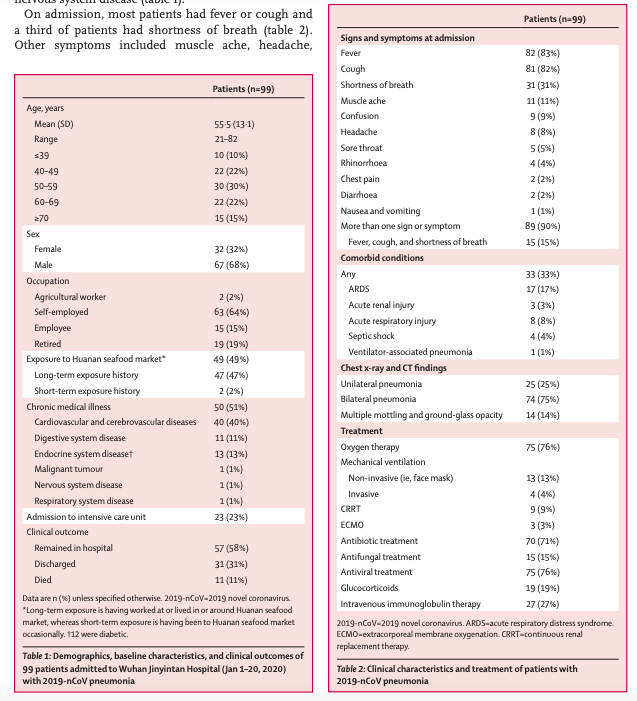 On admission, most patients had fever or cough and
a third of patients had shortness of breath (table 2).
Other symptoms included muscle ache, headache,
Patients (n=99)
Age, years
Mean (SD) 55·5 (13·1)
Range 21–82
≤39 10 (10%)
40–49 22 (22%)
50–59 30 (30%)
60–69 22 (22%)
≥70 15 (15%)
Sex
Female 32 (32%)
Male 67 (68%)
Occupation
Agricultural worker 2 (2%)
Self-employed 63 (64%)
Employee 15 (15%)
Retired 19 (19%)
Exposure to Huanan seafood market* 49 (49%)
Long-term exposure history 47 (47%)
Short-term exposure history 2 (2%)
Chronic medical illness 50 (51%)
Cardiovascular and cerebrovascular diseases 40 (40%)
Digestive system disease 11 (11%)
Endocrine system disease† 13 (13%)
Malignant tumour 1 (1%)
Nervous system disease 1 (1%)
Respiratory system disease 1 (1%)
Admission to intensive care unit 23 (23%)
Clinical outcome
Remained in hospital 57 (58%)
Discharged 31 (31%)
Died 11 (11%)
Data are n (%) unless specified otherwise. 2019-nCoV=2019 novel coronavirus.
*Long-term exposure is having worked at or lived in or around Huanan seafood
market, whereas short-term exposure is having been to Huanan seafood market
occasionally. †12 were diabetic.
Table 1: Demographics, baseline characteristics, and clinical outcomes of
99 patients admitted to Wuhan Jinyintan Hospital (Jan 1–20, 2020)
with 2019-nCoV pneumonia
Patients (n=99)
Signs and symptoms at admission
Fever 82 (83%)
Cough 81 (82%)
Shortness of breath 31 (31%)
Muscle ache 11 (11%)
Confusion 9 (9%)
Headache 8 (8%)
Sore throat 5 (5%)
Rhinorrhoea 4 (4%)
Chest pain 2 (2%)
Diarrhoea 2 (2%)
Nausea and vomiting 1 (1%)
More than one sign or symptom 89 (90%)
Fever, cough, and shortness of breath 15 (15%)
Comorbid conditions
Any 33 (33%)
ARDS 17 (17%)
Acute renal injury 3 (3%)
Acute respiratory injury 8 (8%)
Septic shock 4 (4%)
Ventilator-associated pneumonia 1 (1%)
Chest x-ray and CT findings
Unilateral pneumonia 25 (25%)
Bilateral pneumonia 74 (75%)
Multiple mottling and ground-glass opacity 14 (14%)
Treatment
Oxygen therapy 75 (76%)
Mechanical ventilation
Non-invasive (ie, face mask) 13 (13%)
Invasive 4 (4%)
CRRT 9 (9%)
ECMO 3 (3%)
Antibiotic treatment 70 (71%)
Antifungal treatment 15 (15%)
Antiviral treatment 75 (76%)
Glucocorticoids 19 (19%)
Intravenous immunoglobulin therapy 27 (27%)
2019-nCoV=2019 novel coronavirus. ARDS=acute respiratory distress syndrome.
ECMO=extracorporeal membrane oxygenation. CRRT=continuous renal
replacement therapy.
Table 2: Clinical characteristics and treatment of patients with
2019-nCoV pneumonia